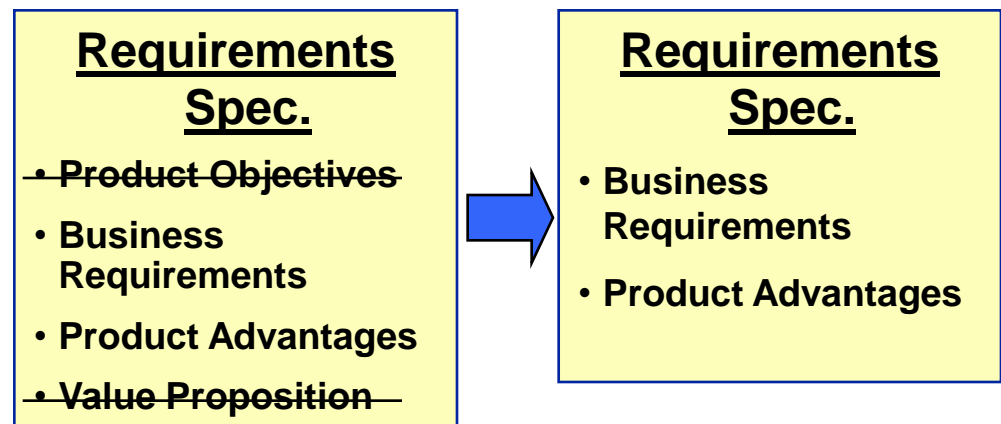 Requirements
Spec.
• Product Objectives
• Business
Requirements
• Product Advantages
• Value Proposition
Requirements
Spec.
• Business
Requirements
• Product Advantages